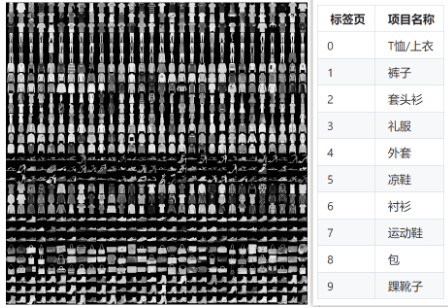 标签页 项目名称
0 T恤/上衣
1 裤子
2 套头衫
3 礼服
4 外套
5 凉鞋
6 衬衫
7 运动鞋
8 包
9 踝靴子